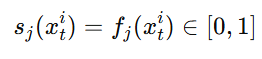 s_j(x_t^i) = f_j(x_t^i) ∈ [0, 1]